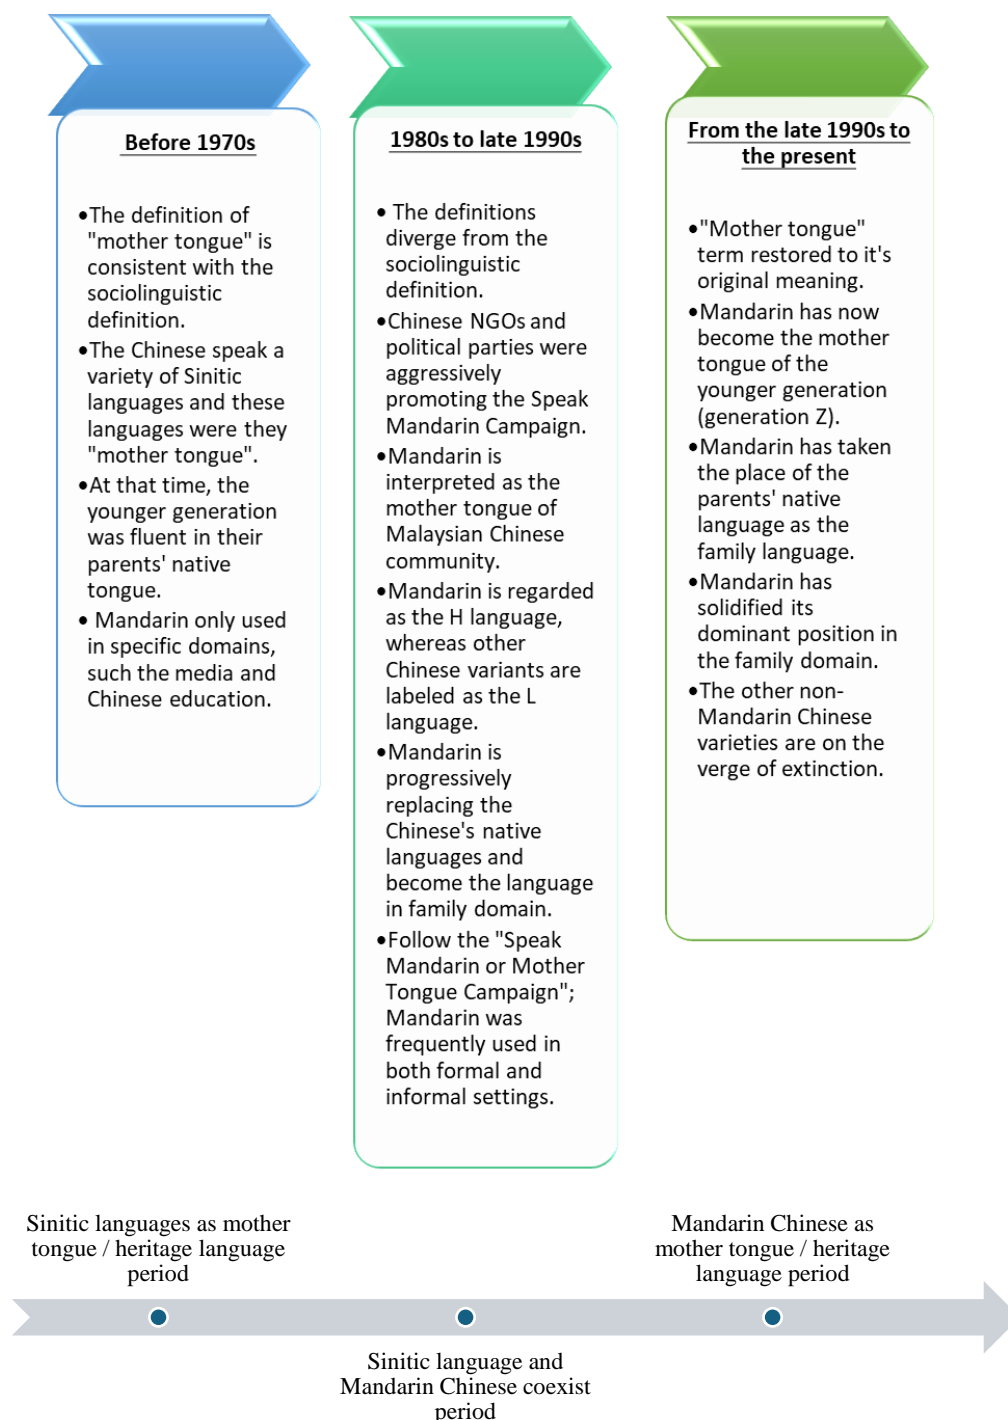 Before 1970s
•The definition of
"mother tongue" is
consistent with the
sociolinguistic
definition.
•The Chinese speak a
variety of Sinitic
languages and these
languages were they
"mother tongue".
•At that time, the
younger generation
was fluent in their
parents' native
tongue.
• Mandarin only used
in specific domains,
such the media and
Chinese education.
1980s to late 1990s
• The definitions
diverge from the
sociolinguistic
definition.
•Chinese NGOs and
political parties were
aggressively
promoting the Speak
Mandarin Campaign.
•Mandarin is
interpreted as the
mother tongue of
Malaysian Chinese
community.
•Mandarin is regarded
as the H language,
whereas other
Chinese variants are
labeled as the L
language.
•Mandarin is
progressively
replacing the
Chinese's native
languages and
become the language
in family domain.
•Follow the "Speak
Mandarin or Mother
Tongue Campaign";
Mandarin was
frequently used in
both formal and
informal settings.
From the late 1990s to
the present
•"Mother tongue"
term restored to it's
original meaning.
•Mandarin has now
become the mother
tongue of the
younger generation
(generation Z).
•Mandarin has taken
the place of the
parents' native
language as the
family language.
•Mandarin has
solidified its
dominant position in
the family domain.
•The other non-
Mandarin Chinese
varieties are on the
verge of extinction.
Sinitic languages as mother
tongue / heritage language
period
Sinitic language and
Mandarin Chinese coexist
period
Mandarin Chinese as
mother tongue / heritage
language period